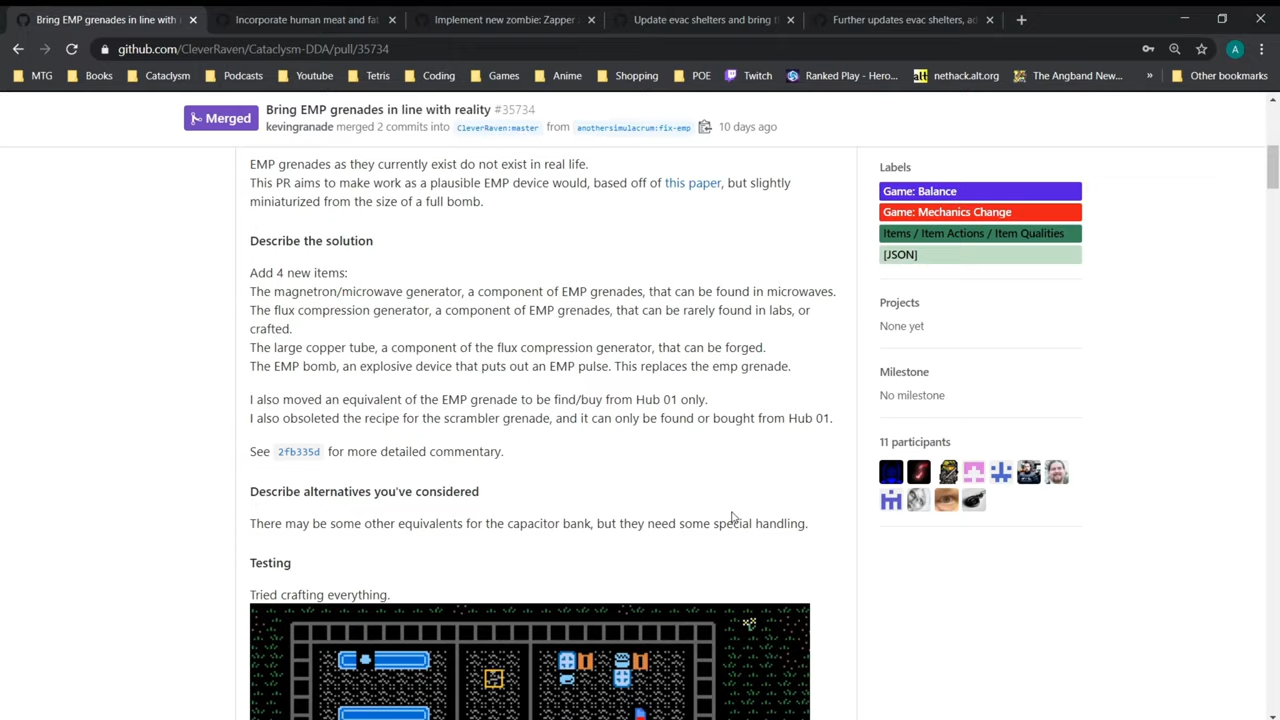 Bring EMP grenades in line with r
Incorporate human meat and fat
Implement new zombie: Zapper
Update evac shelters and bring t
Further updates evac shelters, ad
github.com/CleverRaven/Cataclysm-DDA/pull/35734
A
MTG
Books
Cataclysm
Podcasts
Youtube
Tetris
Coding
Games
Anime
Shopping
POE
Twitch
Ranked Play - Hero...
alt
nethack.alt.org
The Angband New...
»
Other bookmarks
Merged
Bring EMP grenades in line with reality #35734
kevingranade merged 2 commits into CleverRaven:master from anothersimulacrum:fix-emp 10 days ago
EMP grenades as they currently exist do not exist in real life.
This PR aims to make work as a plausible EMP device would, based off of this paper, but slightly
miniaturized from the size of a full bomb.
Describe the solution
Add 4 new items:
The magnetron/microwave generator, a component of EMP grenades, that can be found in microwaves.
The flux compression generator, a component of EMP grenades, that can be rarely found in labs, or
crafted.
The large copper tube, a component of the flux compression generator, that can be forged.
The EMP bomb, an explosive device that puts out an EMP pulse. This replaces the emp grenade.
I also moved an equivalent of the EMP grenade to be find/buy from Hub 01 only.
I also obsoleted the recipe for the scrambler grenade, and it can only be found or bought from Hub 01.
See 2fb335d for more detailed commentary.
Describe alternatives you've considered
There may be some other equivalents for the capacitor bank, but they need some special handling.
Testing
Tried crafting everything.
Labels
Game: Balance
Game: Mechanics Change
Items / Item Actions / Item Qualities
[JSON]
Projects
None yet
Milestone
No milestone
11 participants